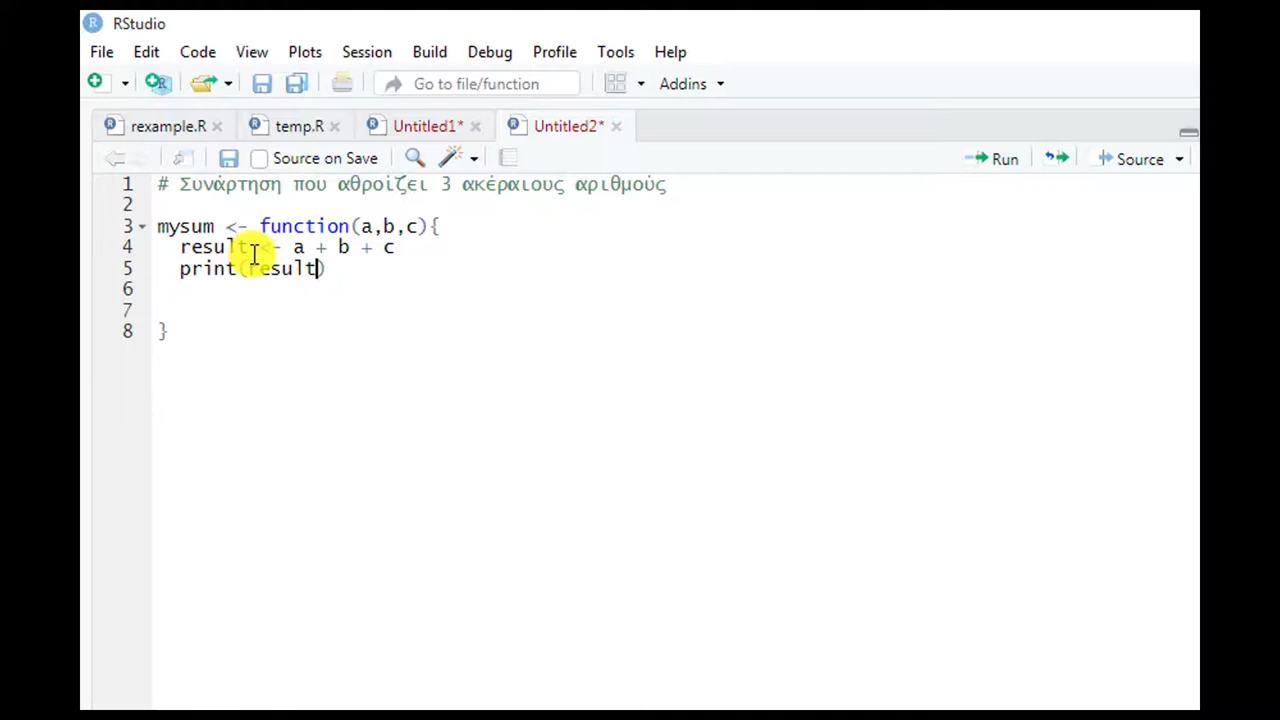 RStudio
File Edit Code View Plots Session Build Debug Profile Tools Help
Go to file/function Addins
rexample.R temp.R Untitled1* Untitled2*
Source on Save Run Source
1 # Συνάρτηση που αθροίζει 3 ακέραιους αριθμούς
2
3 mysum <- function(a,b,c){
4 result <- a + b + c
5 print(result)
6
7
8 }